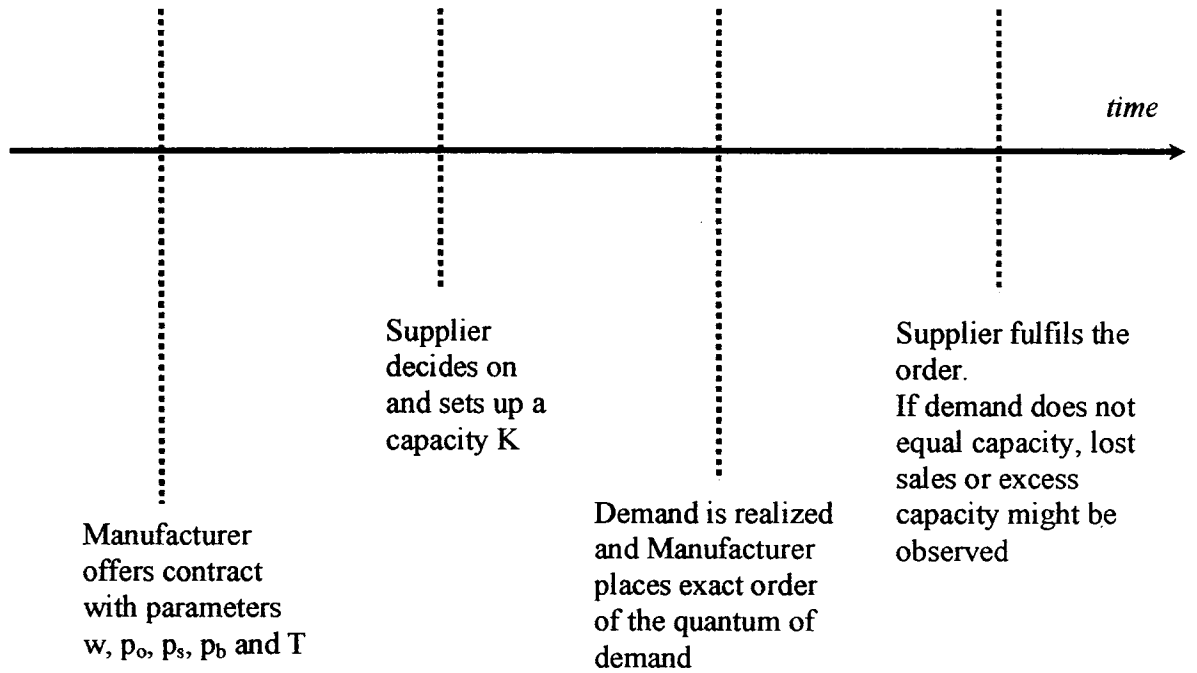 time
Manufacturer
offers contract
with parameters
w, pₒ, pₛ, p_b and T
Supplier
decides on
and sets up a
capacity K
Demand is realized
and Manufacturer
places exact order
of the quantum of
demand
Supplier fulfils the
order.
If demand does not
equal capacity, lost
sales or excess
capacity might be
observed